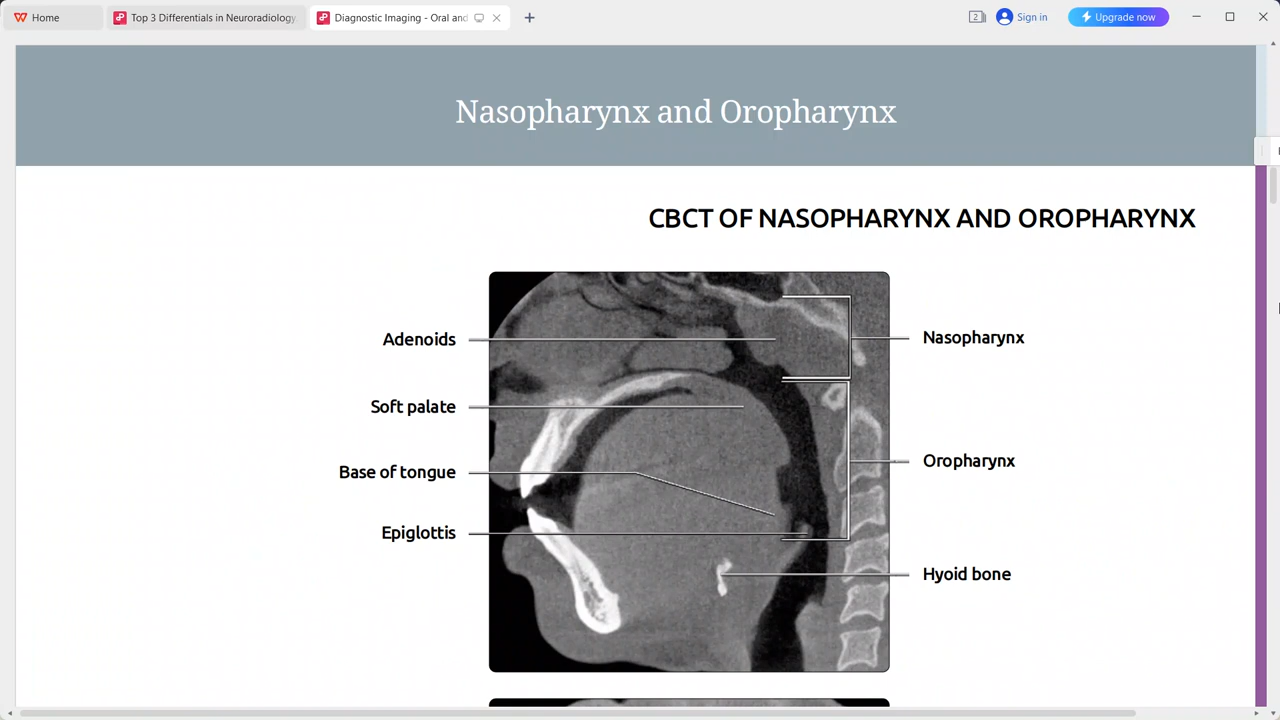 Home
Top 3 Differentials in Neuroradiology.
Diagnostic Imaging - Oral and
2
Sign in
Upgrade now
Nasopharynx and Oropharynx
CBCT OF NASOPHARYNX AND OROPHARYNX
Adenoids
Nasopharynx
Soft palate
Base of tongue
Oropharynx
Epiglottis
Hyoid bone